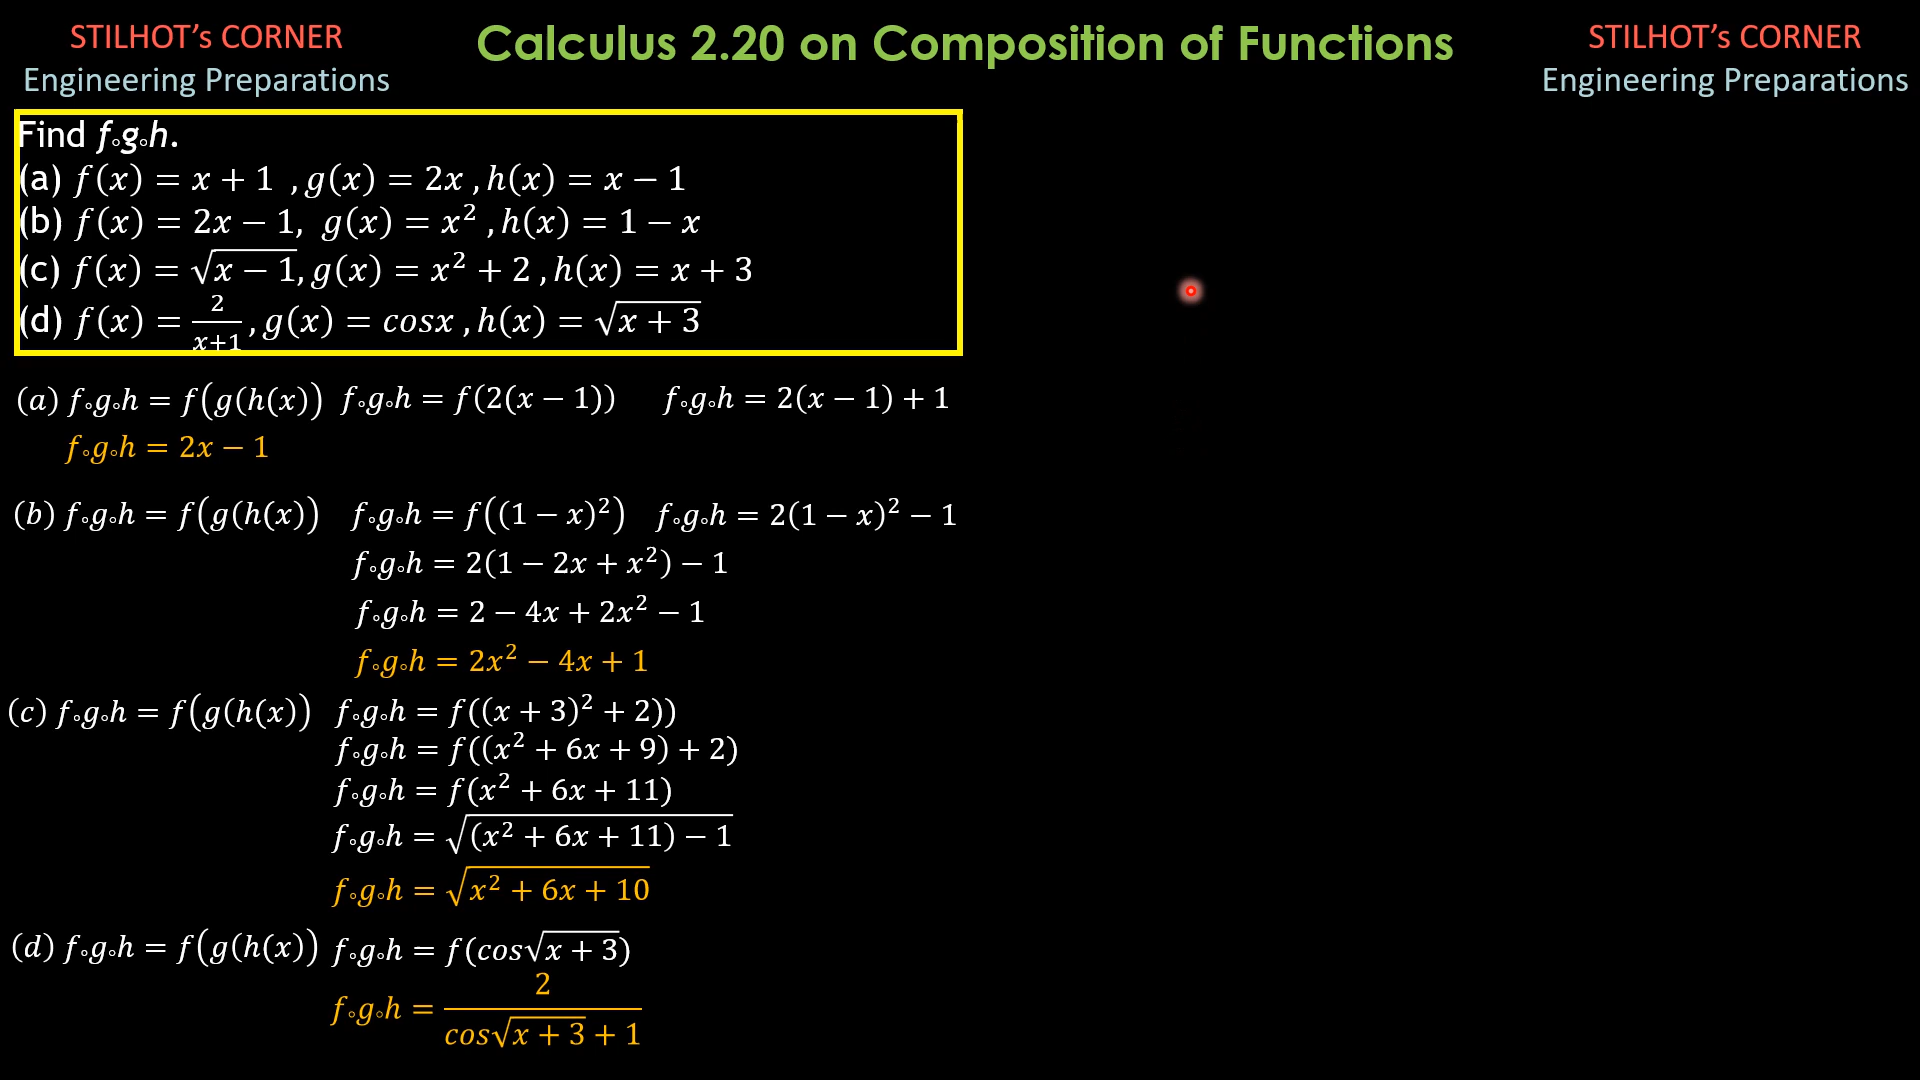 STILHOT’s CORNER
Engineering Preparations
Calculus 2.20 on Composition of Functions
STILHOT’s CORNER
Engineering Preparations
Find f∘g∘h.
(a) f(x) = x + 1 , g(x) = 2x , h(x) = x − 1
(b) f(x) = 2x − 1, g(x) = x² , h(x) = 1 − x
(c) f(x) = √(x − 1), g(x) = x² + 2 , h(x) = x + 3
(d) f(x) = 2/(x+1) , g(x) = cosx , h(x) = √(x + 3)
(a) f∘g∘h = f(g(h(x)) f∘g∘h = f(2(x − 1)) f∘g∘h = 2(x − 1) + 1
f∘g∘h = 2x − 1
(b) f∘g∘h = f(g(h(x)) f∘g∘h = f((1 − x)²) f∘g∘h = 2(1 − x)² − 1
f∘g∘h = 2(1 − 2x + x²) − 1
f∘g∘h = 2 − 4x + 2x² − 1
f∘g∘h = 2x² − 4x + 1
(c) f∘g∘h = f(g(h(x)) f∘g∘h = f((x + 3)² + 2))
f∘g∘h = f((x² + 6x + 9) + 2)
f∘g∘h = f(x² + 6x + 11)
f∘g∘h = √((x² + 6x + 11) − 1)
f∘g∘h = √(x² + 6x + 10)
(d) f∘g∘h = f(g(h(x)) f∘g∘h = f(cos√(x + 3))
f∘g∘h = 2/(cos√(x + 3) + 1)